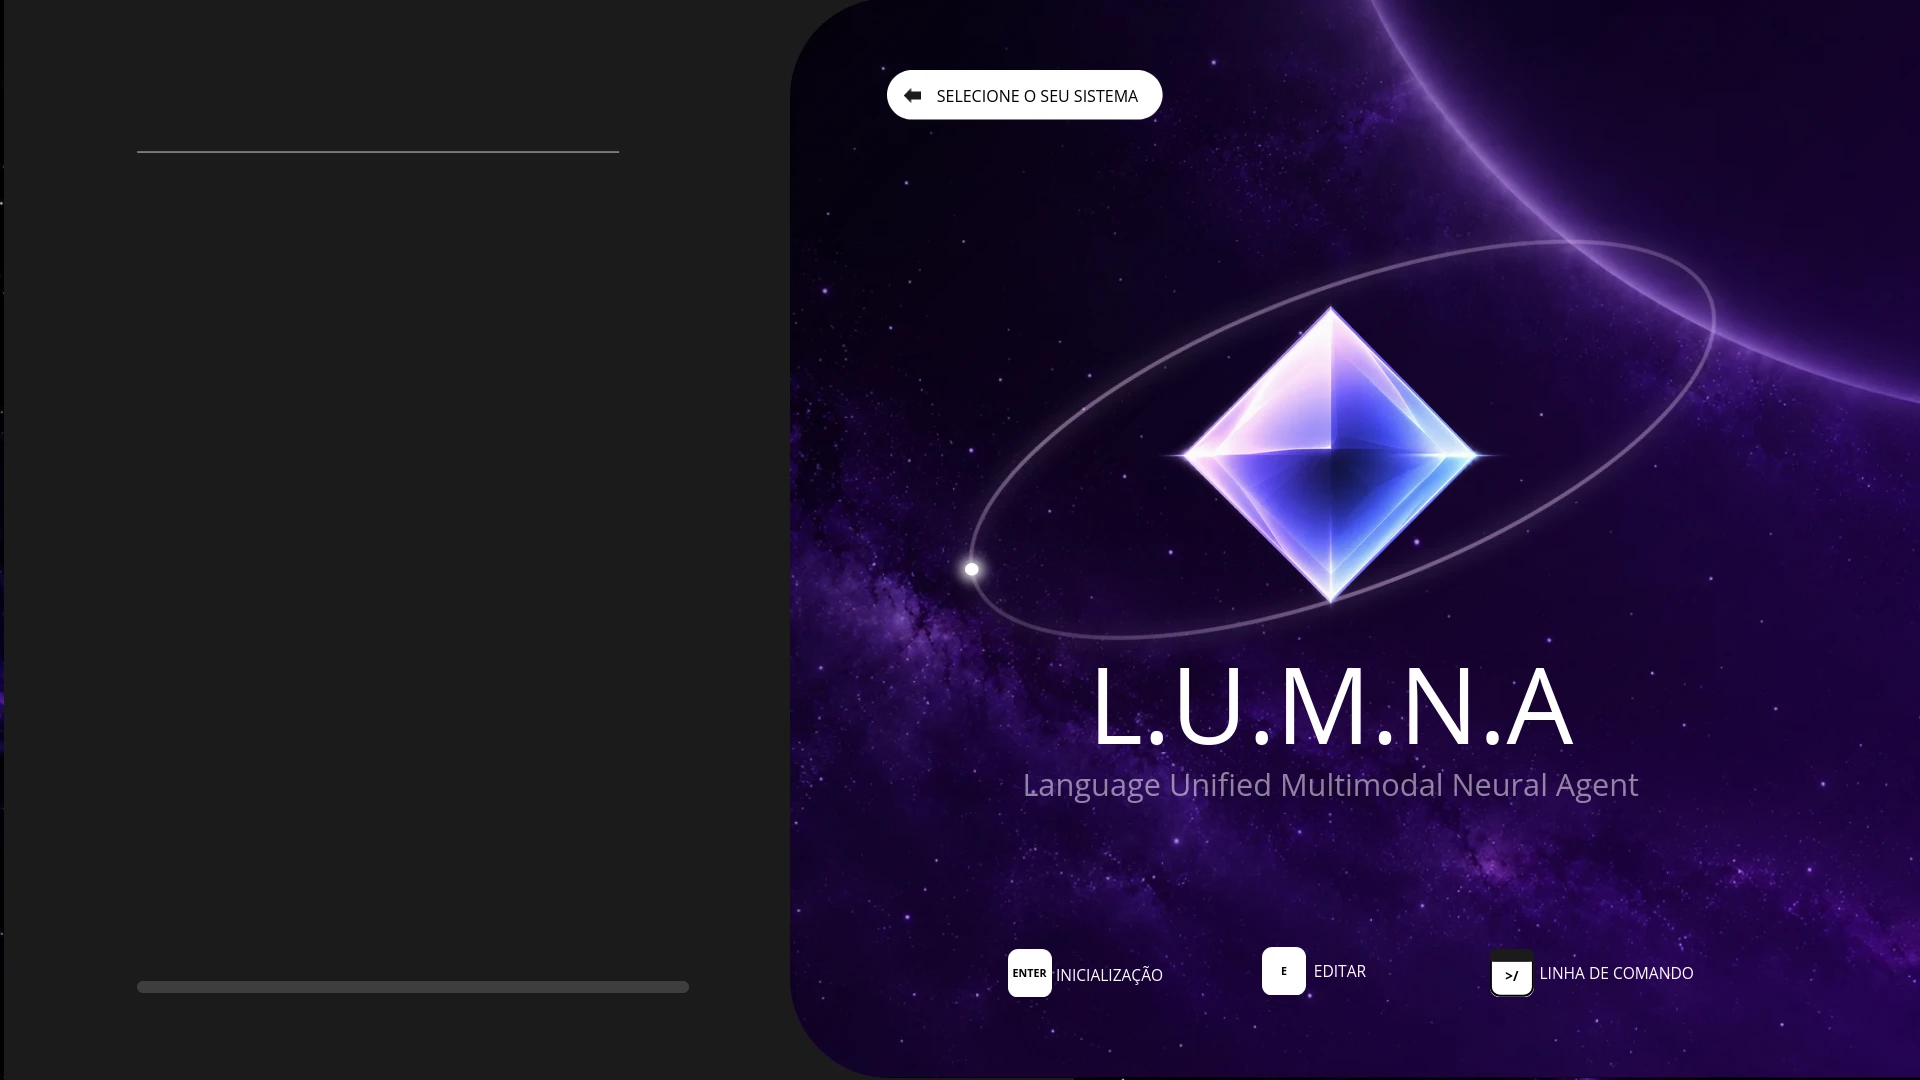 SELECIONE O SEU SISTEMA
L.U.M.N.A
Language Unified Multimodal Neural Agent
ENTER INICIALIZAÇÃO
E EDITAR
>/ LINHA DE COMANDO